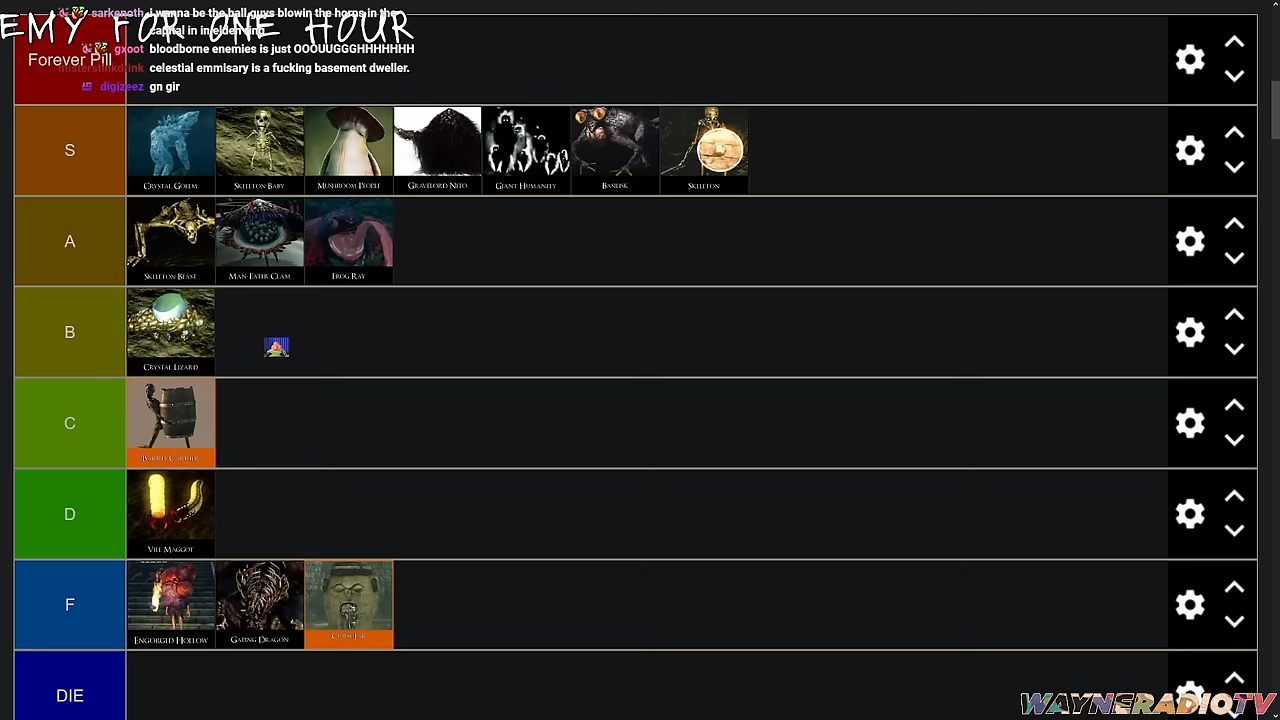 EMY FOR ONE HOUR
sarkenoth i wanna be the ball guys blowin the horns in the
capital in in elden ring
gxoot bloodborne enemies is just OOOUUGGGHHHHHHH
misterstinkdrink celestial emmisary is a fucking basement dweller.
digizeez gn gir
Forever Pill
S
CRYSTAL GOLEM
SKELETON BABY
MUSHROOM PEOPLE
GRAVELORD NITO
GIANT HUMANITY
BASILISK
SKELETON
A
SKELETON BEAST
MAN-EATER CLAM
FROG RAY
B
CRYSTAL LIZARD
C
D
VILE MAGGOT
F
ENGORGED HOLLOW
GAPING DRAGON
DIE
WAYNERADIOTV